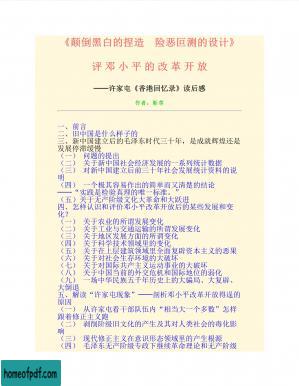 《颠倒黑白的捏造 险恶叵测的设计》
评邓小平的改革开放
——许家屯《香港回忆录》读后感
作者：
一、前言
二、旧中国是什么样子的
三、新中国建立后的毛泽东时代三十年，是成就辉煌还是
发展停滞缓慢
（一） 问题的提出
（二） 关于新中国社会经济发展的一系列统计数据
（三） 对新中国建立后前三十年社会发展统计资料的说
明
（四） 一个极其容易作出的简单而又清楚的结论
——“实践是检验真理的唯一标准。”
（五） 关于无产阶级文化大革命和大跃进
四、怎样认识和评价邓小平改革开放后的某些发展和变
化？
（一） 关于农业的所谓发展变化
（二） 关于工业与交通运输的所谓发展变化
（三） 关于地区发展方面的所谓变化
（四） 关于科学技术领域里的变化
（五） 关于在上层建筑领域里全面复辟资本主义的恶果
（六） 对社会生存环境的大破坏
（七） 关于对国际共产主义运动事业的大破坏
（八） 关于中国当前的外交危机和国际地位的弱化
（九） 一场中华民族五千年历史上的大骗局、大复辟、
大倒退
五、解读“许家屯现象”——剖析邓小平改革开放得逞的
原因
（一） 从许家屯看干部队伍内“相当大一个多数”怎样
跟着修正主义跑
（二） 剥削阶级旧文化的产生及其对人类社会的毒化影
响
（三） 现代修正主义在意识形态领域里的产生根源
（四） 毛泽东无产阶级专政下继续革命理论和无产阶级
homeofpdf.com
homeofpdf.com